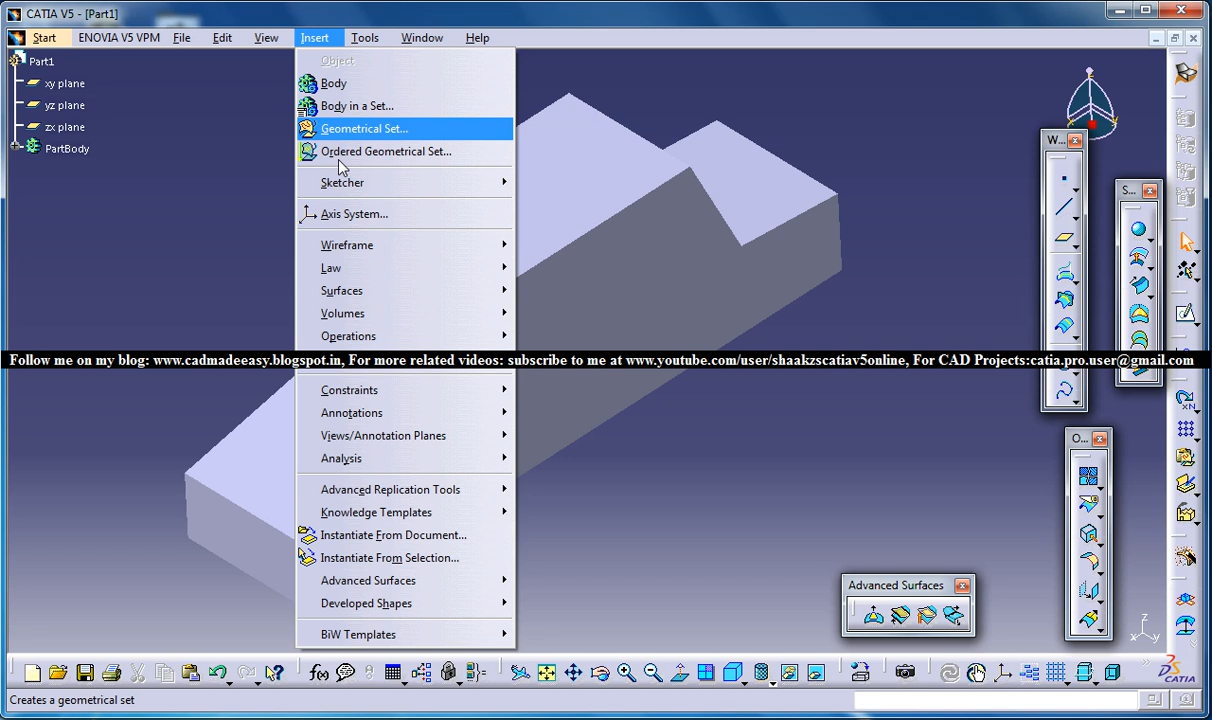 CATIA V5 - [Part1]
Start ENOVIA V5 VPM File Edit View Insert Tools Window Help
Part1
xy plane
yz plane
zx plane
PartBody
Object
Body
Body in a Set...
Geometrical Set...
Ordered Geometrical Set...
Sketcher
Axis System...
Wireframe
Law
Surfaces
Volumes
Operations
Follow me on my blog: www.cadmadeeasy.blogspot.in, For more related videos: subscribe to me at www.youtube.com/user/shaakzscatiav5online, For CAD Projects:catia.pro.user@gmail.com
Constraints
Annotations
Views/Annotation Planes
Analysis
Advanced Replication Tools
Knowledge Templates
Instantiate From Document...
Instantiate From Selection...
Advanced Surfaces
Developed Shapes
BiW Templates
W...
S...
O...
Advanced Surfaces
z
x
y
f(x)
xN
DS CATIA
Creates a geometrical set